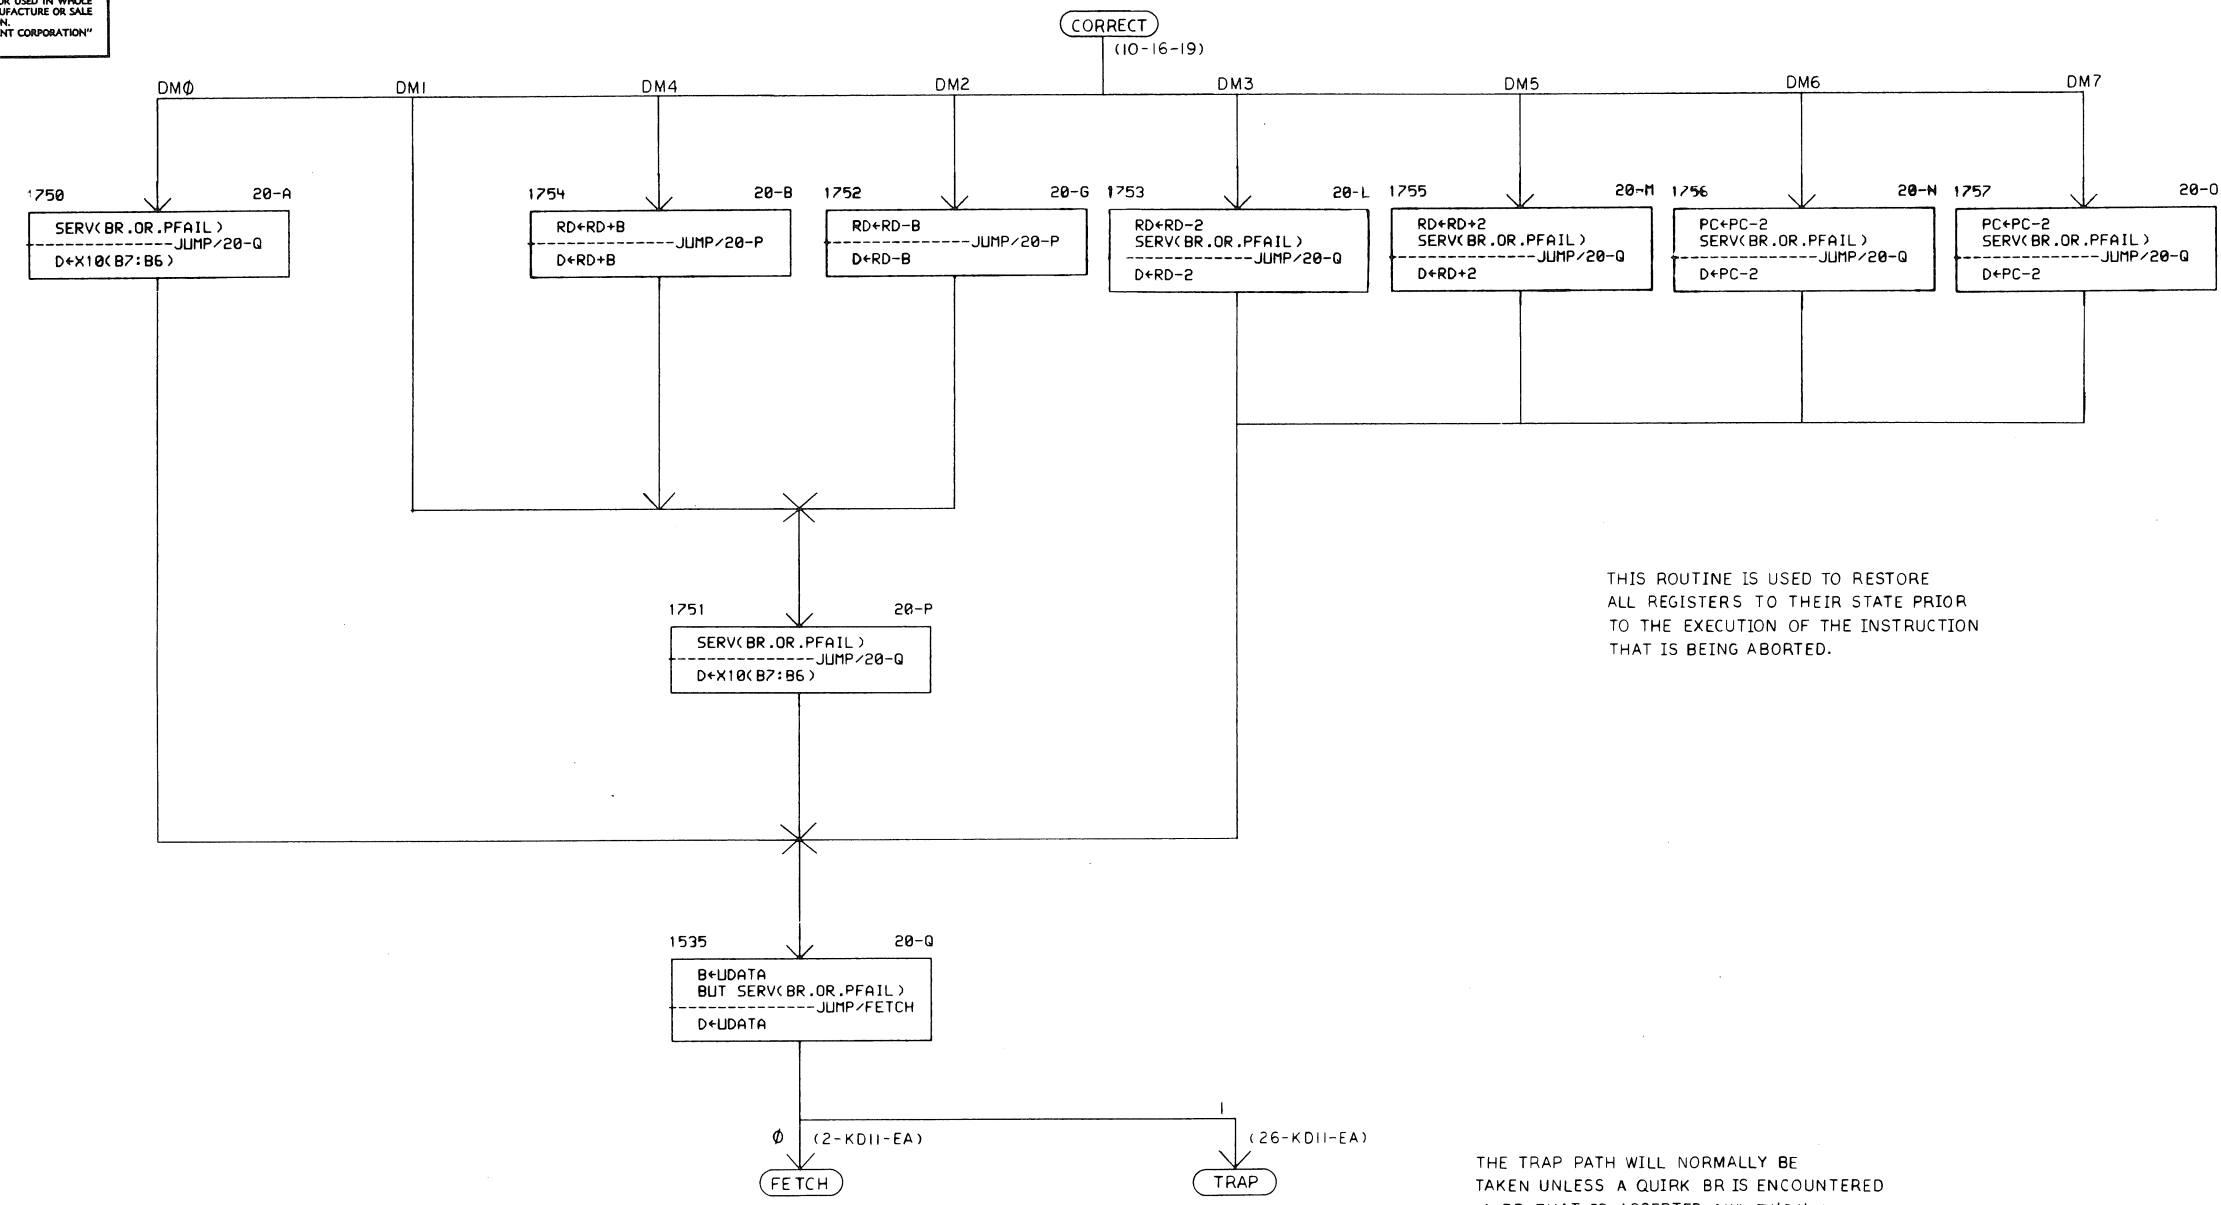 OR USED IN WHOLE
UFACTURE OR SALE
N.
NT CORPORATION"
CORRECT
(10-16-19)
DMØ DM1 DM4 DM2 DM3 DM5 DM6 DM7
1750 20-A
SERV(BR.OR.PFAIL)
---------------JUMP/20-Q
D←X10(B7:B6)
1754 20-B
RD←RD+B
---------------JUMP/20-P
D←RD+B
1752 20-G
RD←RD-B
---------------JUMP/20-P
D←RD-B
1753 20-L
RD←RD-2
SERV(BR.OR.PFAIL)
---------------JUMP/20-Q
D←RD-2
1755 20-M
RD←RD+2
SERV(BR.OR.PFAIL)
---------------JUMP/20-Q
D←RD+2
1756 20-N
PC←PC-2
SERV(BR.OR.PFAIL)
---------------JUMP/20-Q
D←PC-2
1757 20-O
PC←PC-2
SERV(BR.OR.PFAIL)
---------------JUMP/20-Q
D←PC-2
THIS ROUTINE IS USED TO RESTORE
ALL REGISTERS TO THEIR STATE PRIOR
TO THE EXECUTION OF THE INSTRUCTION
THAT IS BEING ABORTED.
1751 20-P
SERV(BR.OR.PFAIL)
---------------JUMP/20-Q
D←X10(B7:B6)
1535 20-Q
B←UDATA
BUT SERV(BR.OR.PFAIL)
---------------JUMP/FETCH
D←UDATA
Ø (2-KD11-EA) 1 (26-KD11-EA)
FETCH TRAP
THE TRAP PATH WILL NORMALLY BE
TAKEN UNLESS A QUIRK BR IS ENCOUNTERED